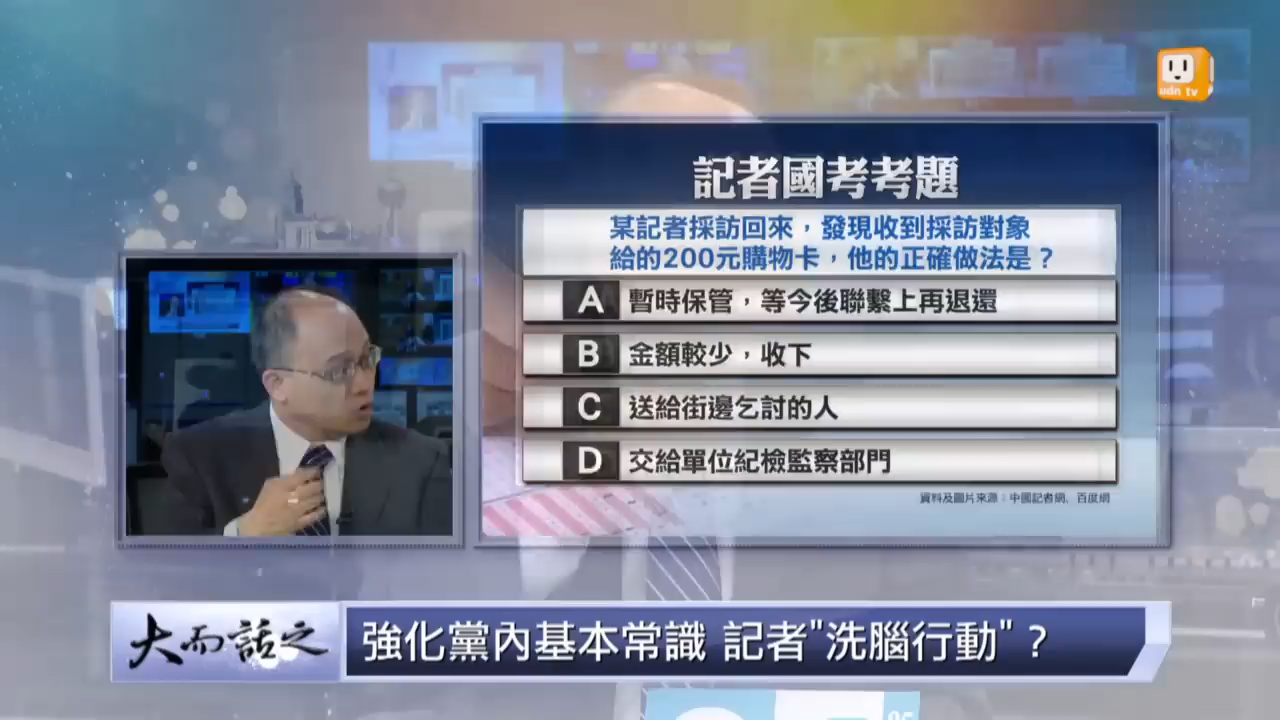 udn tv
記者國考考題
某記者採訪回來，發現收到採訪對象
給的200元購物卡，他的正確做法是？
A 暫時保管，等今後聯繫上再退還
B 金額較少，收下
C 送給街邊乞討的人
D 交給單位紀檢監察部門
資料及圖片來源：中國記者網、百度網
大而話之
強化黨內基本常識 記者"洗腦行動"？